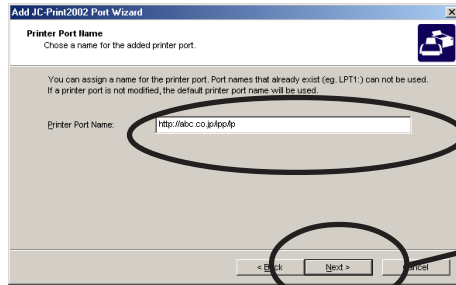 Add JC-Print2002 Port Wizard
Printer Port Name
Chose a name for the added printer port.
You can assign a name for the printer port. Port names that already exist (eg. LPT1:) can not be used.
If a printer port is not modified, the default printer port name will be used.
Printer Port Name:
http://abc.co.jp/ipp/lp
< Back
Next >
Cancel